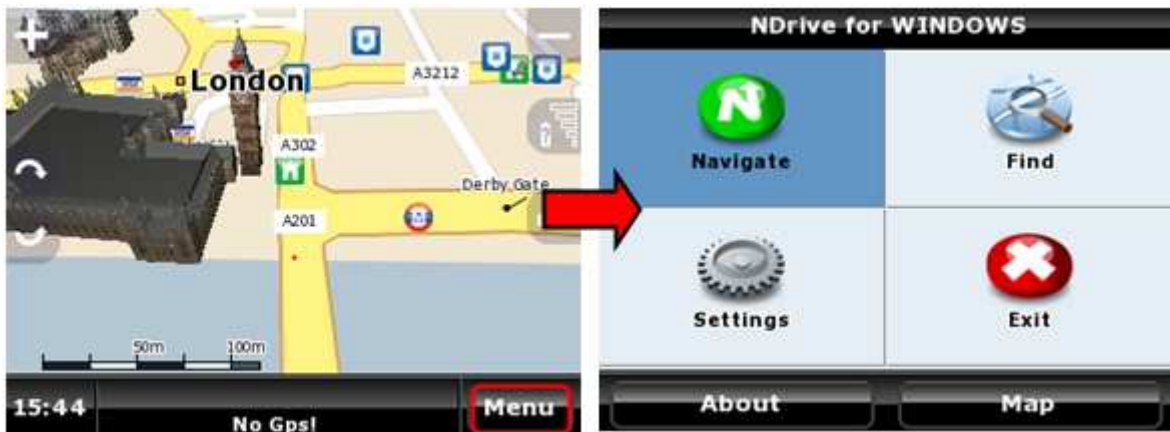 London
A3212
A302
Derby Gate
A201
50m
100m
15:44
No Gps!
Menu
NDrive for WINDOWS
Navigate
Find
Settings
Exit
About
Map